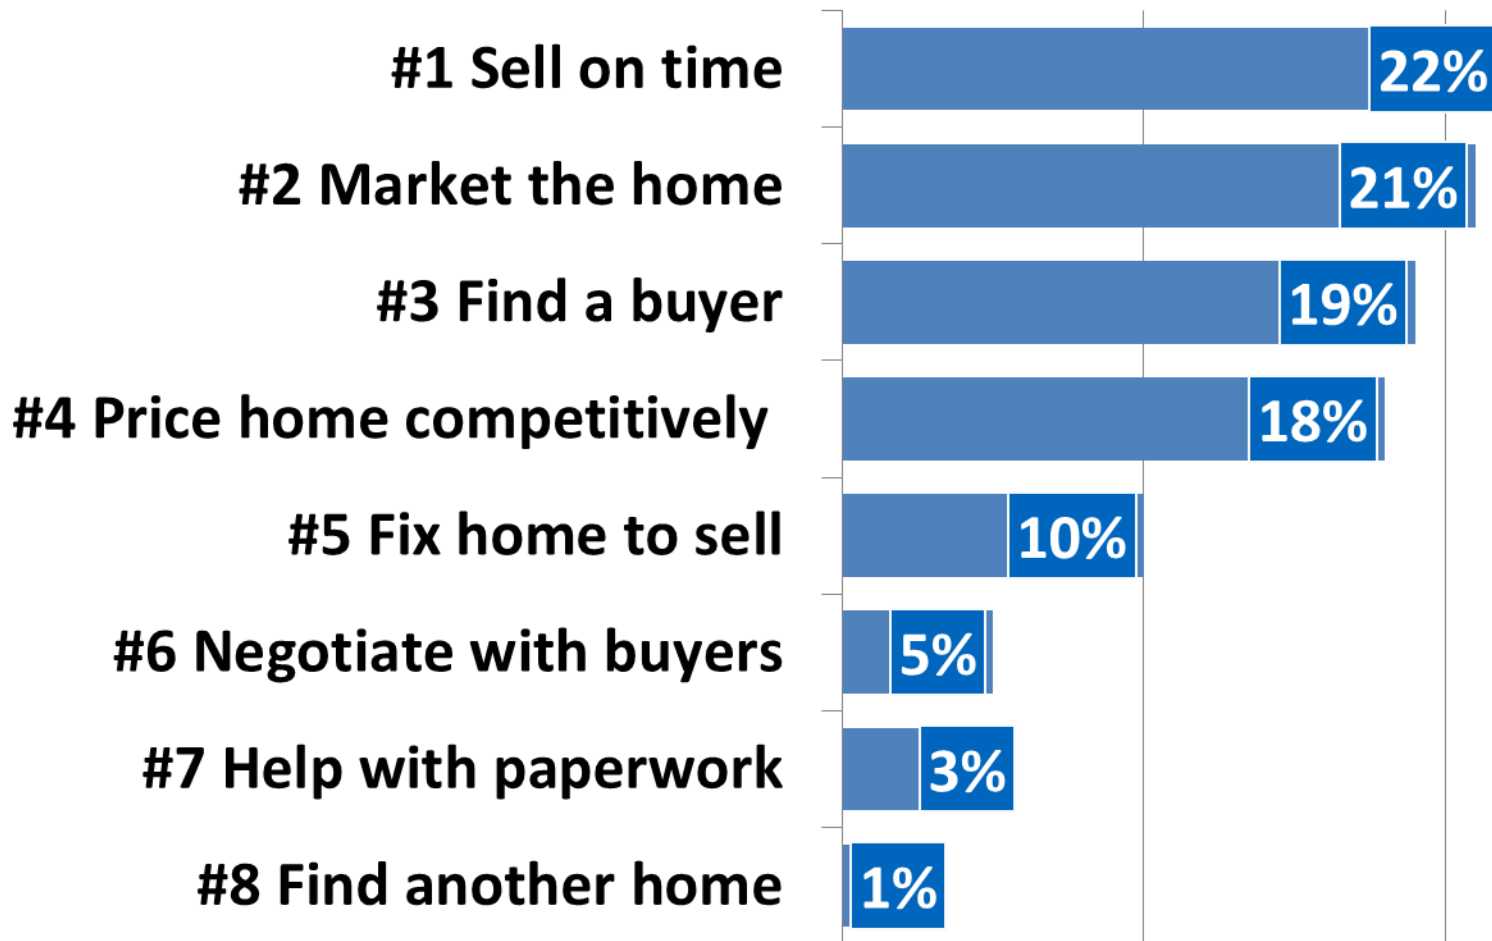 #1 Sell on time 22%
#2 Market the home 21%
#3 Find a buyer 19%
#4 Price home competitively 18%
#5 Fix home to sell 10%
#6 Negotiate with buyers 5%
#7 Help with paperwork 3%
#8 Find another home 1%